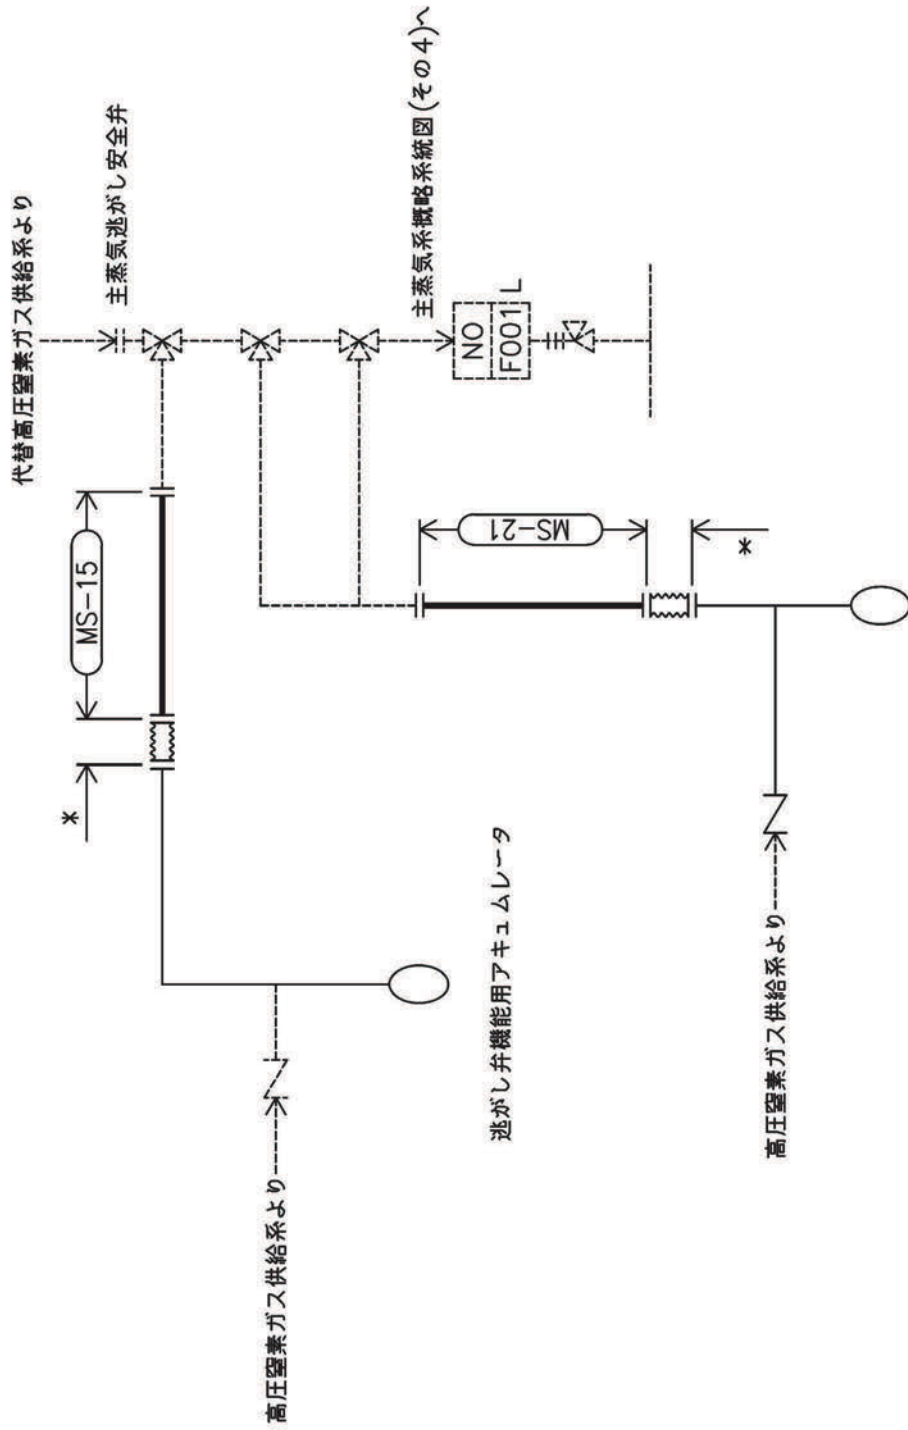 代替高圧窒素ガス供給系より
主蒸気逃がし安全弁
MS-15
*
主蒸気系概略系統図(その4)へ
NO
F001
L
MS-21
*
高圧窒素ガス供給系より
逃がし弁機能用アキュムレータ
高圧窒素ガス供給系より